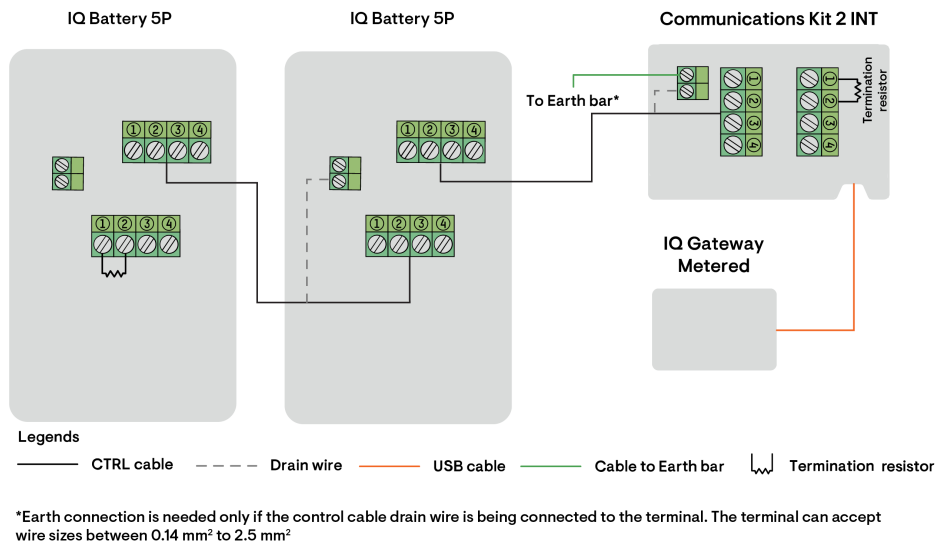 IQ Battery 5P
IQ Battery 5P
Communications Kit 2 INT
1 2 3 4
1 2 3 4
1 2 3 4
1 2 3 4
1
2
3
4
1
2
3
4
Termination
resistor
To Earth bar*
IQ Gateway
Metered
Legends
CTRL cable
Drain wire
USB cable
Cable to Earth bar
Termination resistor
*Earth connection is needed only if the control cable drain wire is being connected to the terminal. The terminal can accept
wire sizes between 0.14 mm² to 2.5 mm²